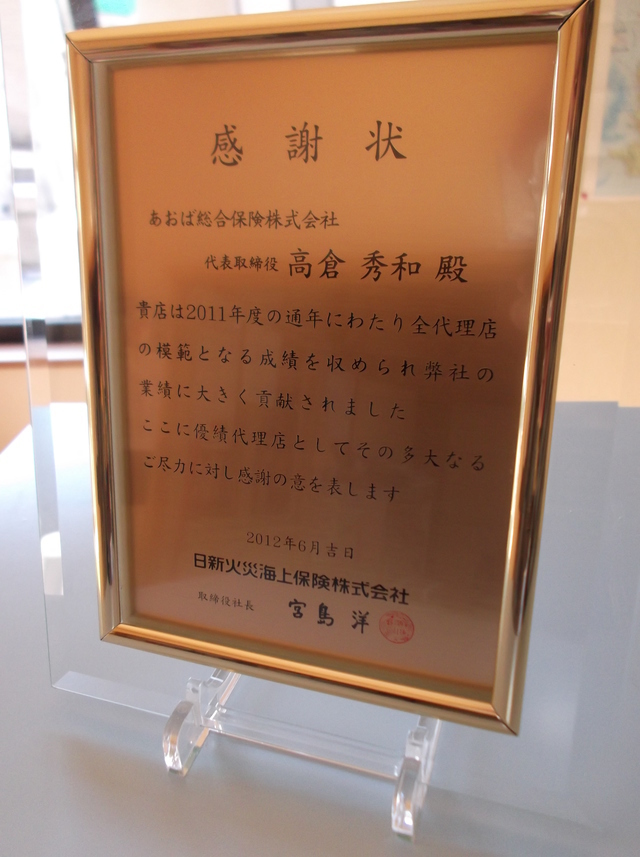 感謝状
あおば総合保険株式会社
代表取締役 高倉 秀和 殿
貴店は2011年度の通年にわたり全代理店
の模範となる成績を収められ弊社の
業績に大きく貢献されました
ここに優績代理店としてその多大なる
ご尽力に対し感謝の意を表します
2012年6月吉日
日新火災海上保険株式会社
取締役社長 宮島 洋